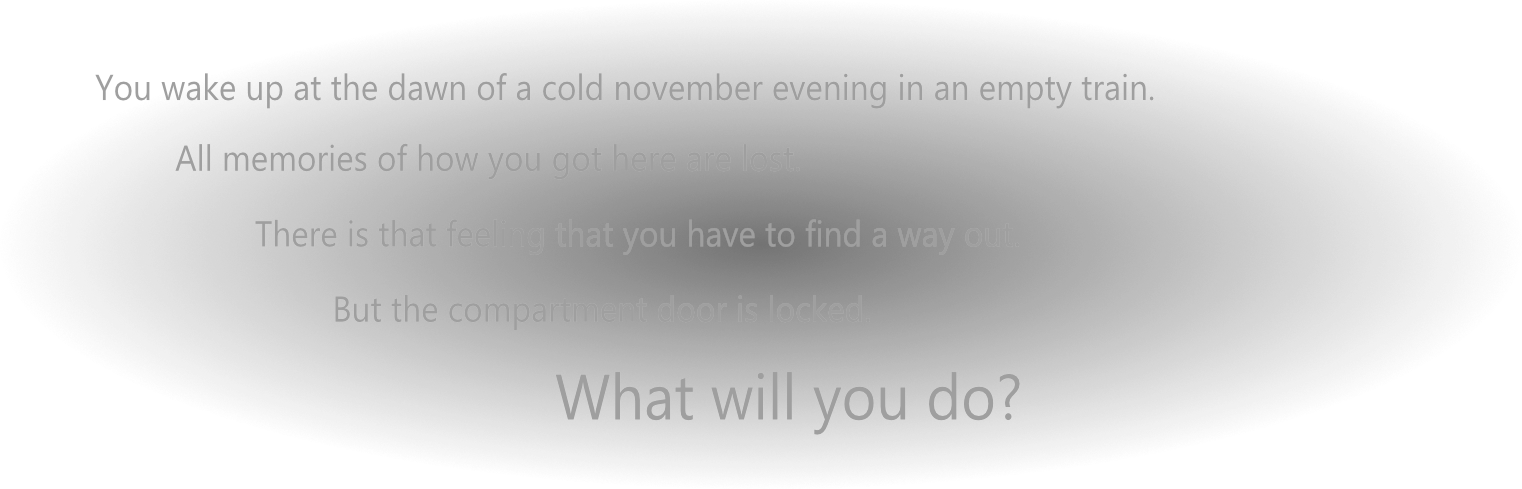 You wake up at the dawn of a cold november evening in an empty train.
All memories of how you got here are lost.
There is that feeling that you have to find a way out.
But the compartment door is locked
What will you do?